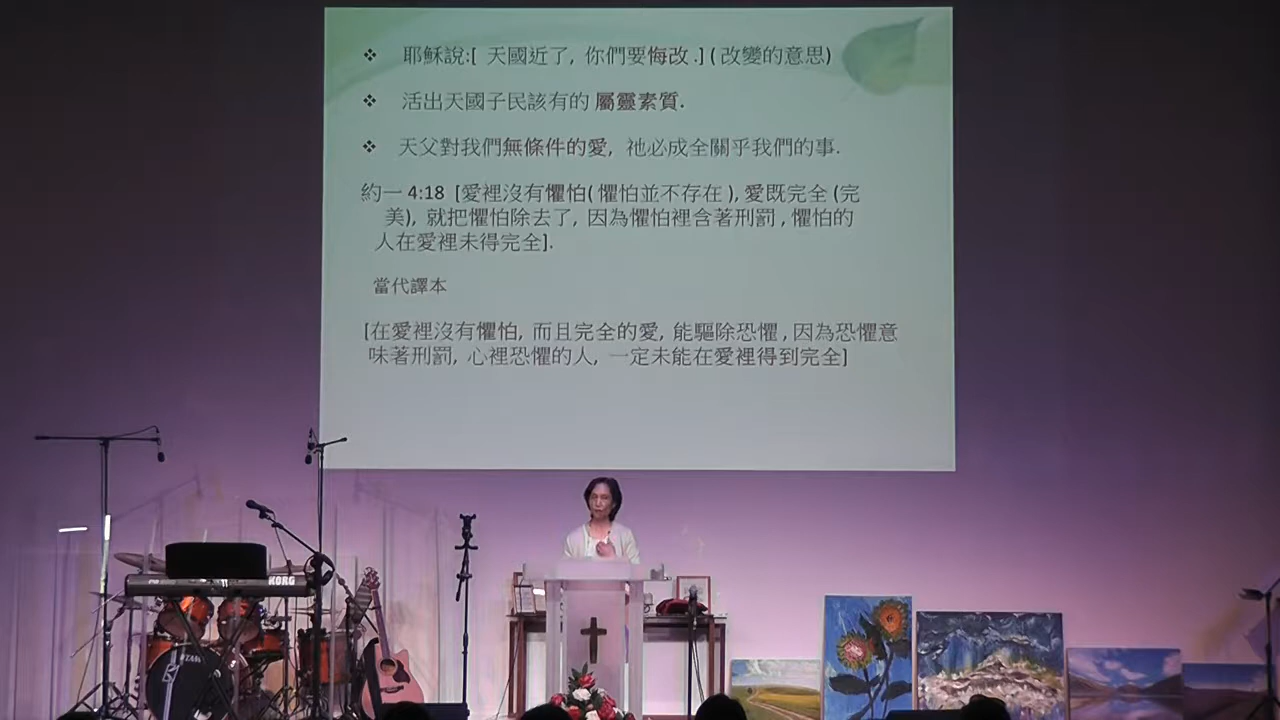 ❖ 耶穌說:[ 天國近了, 你們要悔改 .] ( 改變的意思)
❖ 活出天國子民該有的 屬靈素質.
❖ 天父對我們無條件的愛, 祂必成全關乎我們的事.
約一 4:18 [愛裡沒有懼怕( 懼怕並不存在 ), 愛既完全 (完
美), 就把懼怕除去了, 因為懼怕裡含著刑罰 , 懼怕的
人在愛裡未得完全].
當代譯本
[在愛裡沒有懼怕, 而且完全的愛, 能驅除恐懼 , 因為恐懼意
味著刑罰, 心裡恐懼的人, 一定未能在愛裡得到完全]
KORG
TAMA